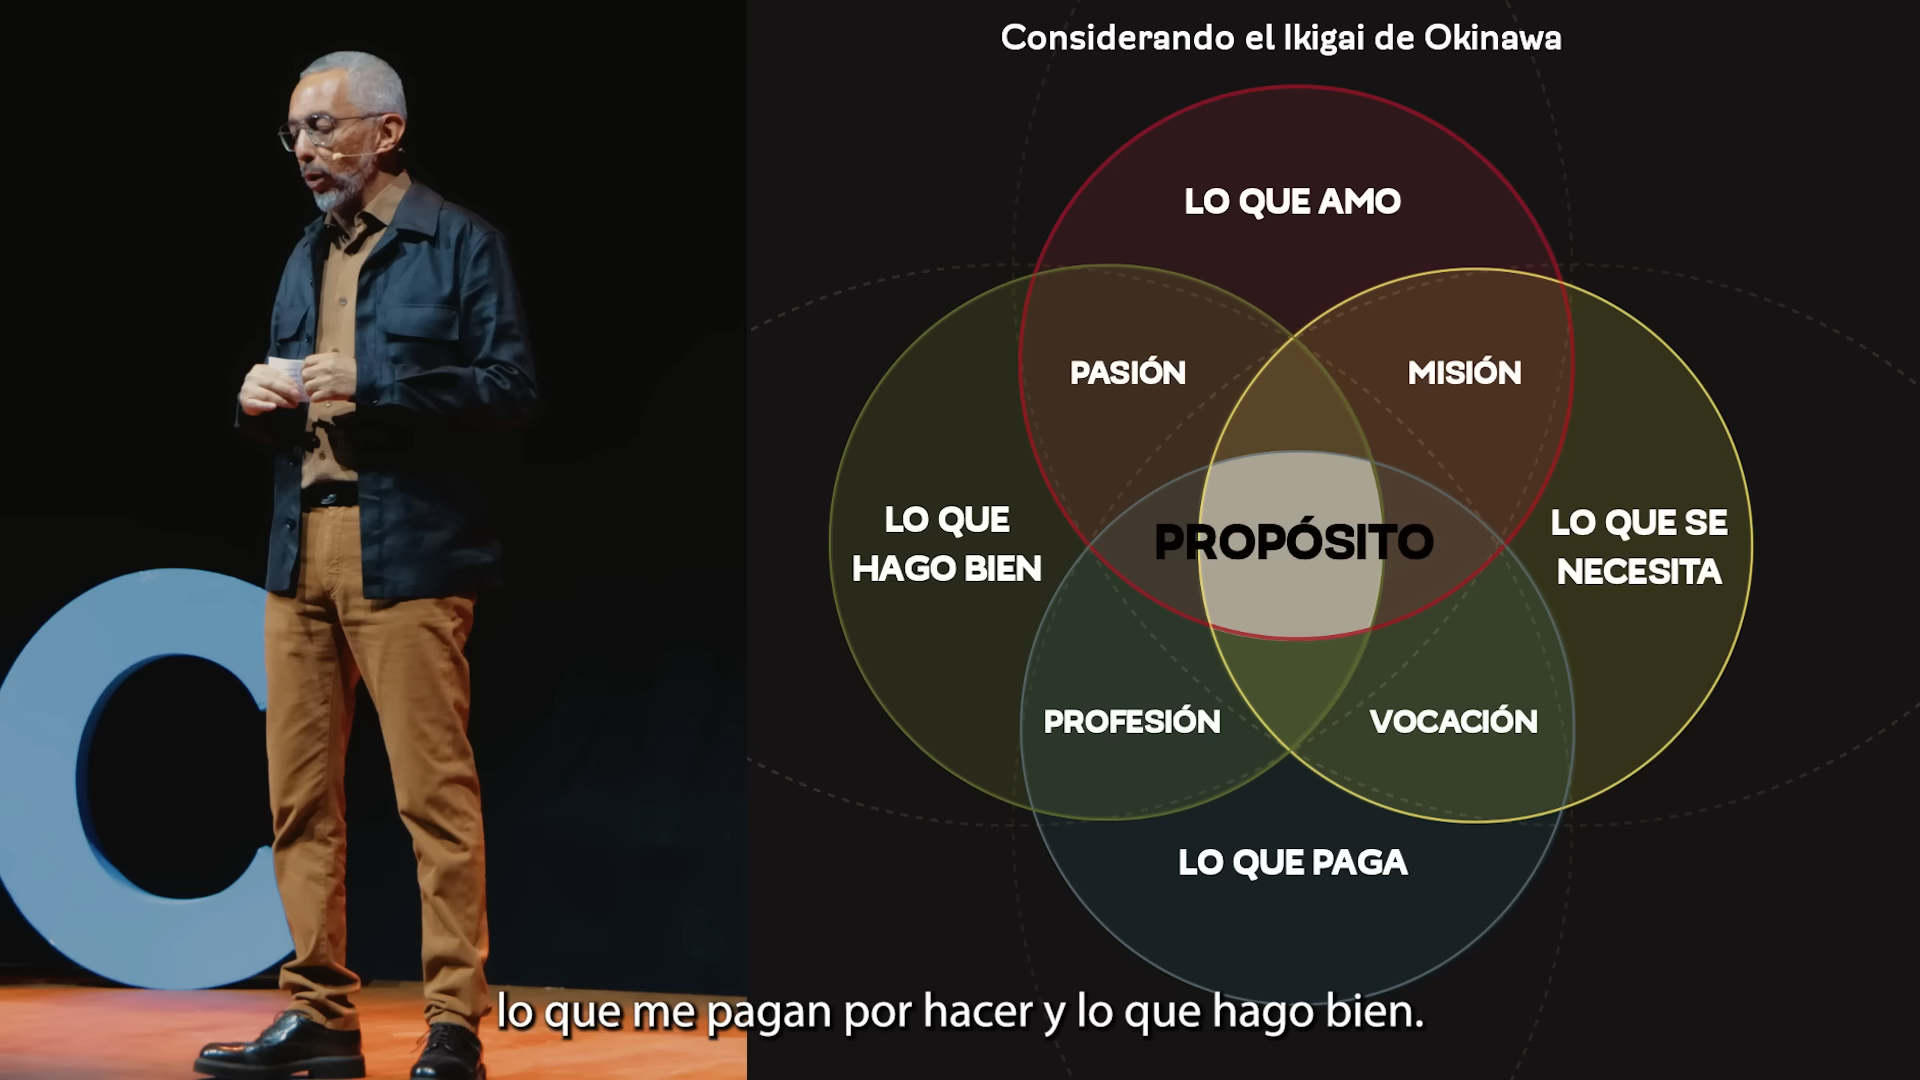 Considerando el Ikigai de Okinawa
LO QUE AMO
PASIÓN
MISIÓN
LO QUE
HAGO BIEN
PROPÓSITO
LO QUE SE
NECESITA
PROFESIÓN
VOCACIÓN
LO QUE PAGA
C
lo que me pagan por hacer y lo que hago bien.